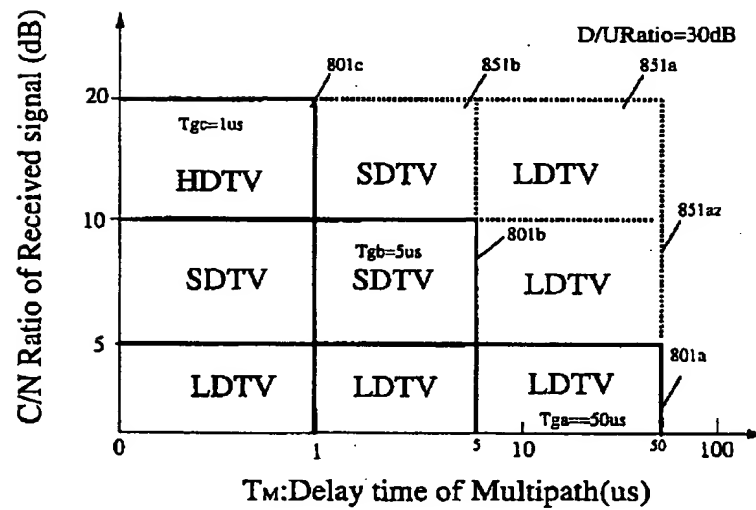 D/URatio=30dB
801c
851b
851a
C/N Ratio of Received signal (dB)
20
Tgc=1us
HDTV
SDTV
LDTV
10
801b
851az
Tgb=5us
SDTV
SDTV
LDTV
5
801a
LDTV
LDTV
LDTV
Tga==50us
0
1
5
10
50
100
TM:Delay time of Multipath(us)